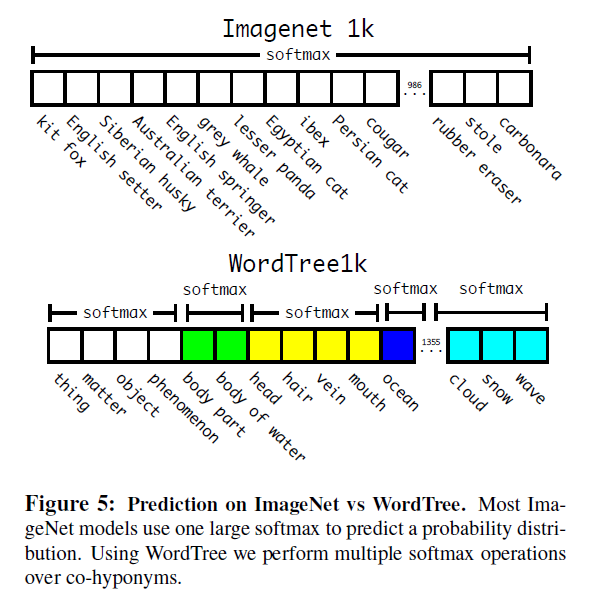 Imagenet 1k
softmax
986
...
kit fox
English setter
Siberian husky
Australian terrier
English springer
grey whale
lesser panda
Egyptian cat
ibex
Persian cat
cougar
rubber eraser
stole
carbonara
WordTree1k
softmax
softmax
softmax
softmax
softmax
1355
...
thing
matter
object
phenomenon
body part
body of water
head
hair
vein
mouth
ocean
cloud
snow
wave
Figure 5: Prediction on ImageNet vs WordTree. Most Ima-
geNet models use one large softmax to predict a probability distri-
bution. Using WordTree we perform multiple softmax operations
over co-hyponyms.